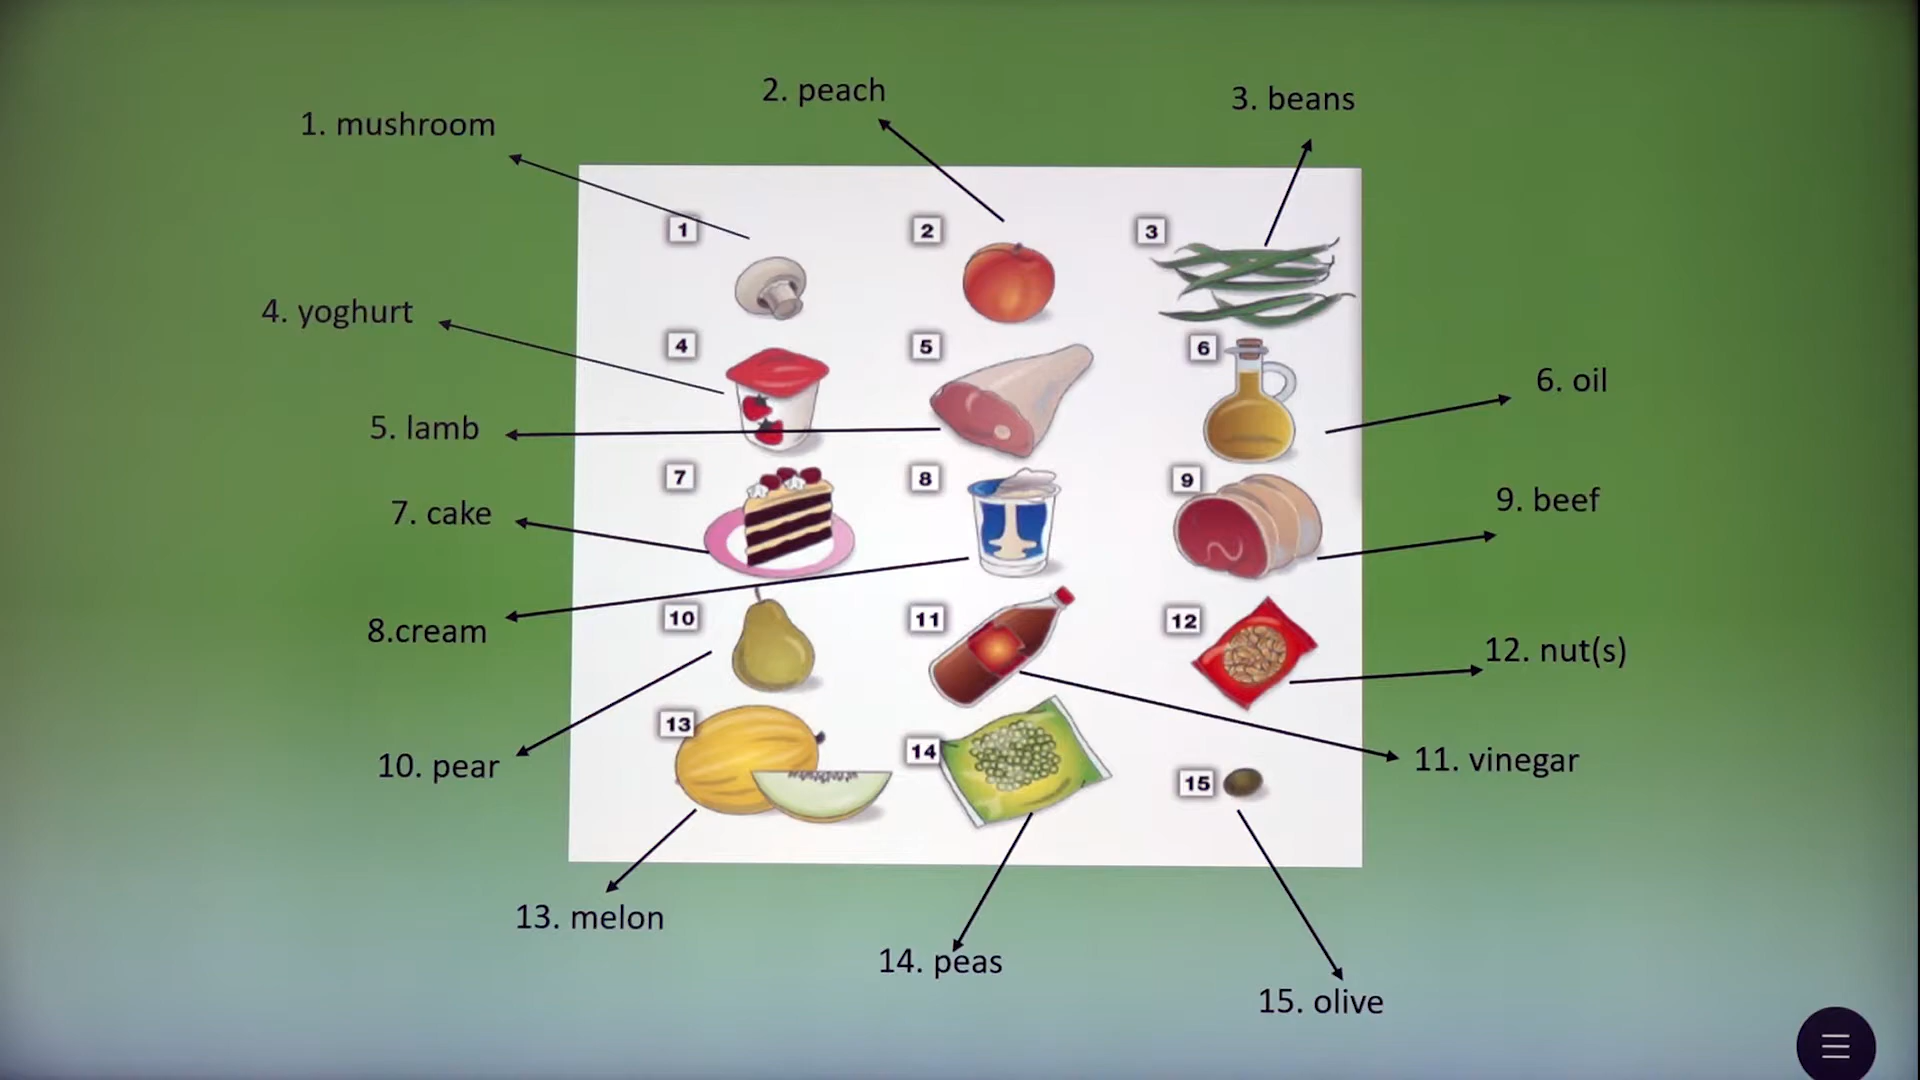 1. mushroom
2. peach
3. beans
1
2
3
4. yoghurt
4
5
6
6. oil
5. lamb
7
8
9
9. beef
7. cake
8.cream
10
11
12
12. nut(s)
10. pear
13
14
15
11. vinegar
13. melon
14. peas
15. olive